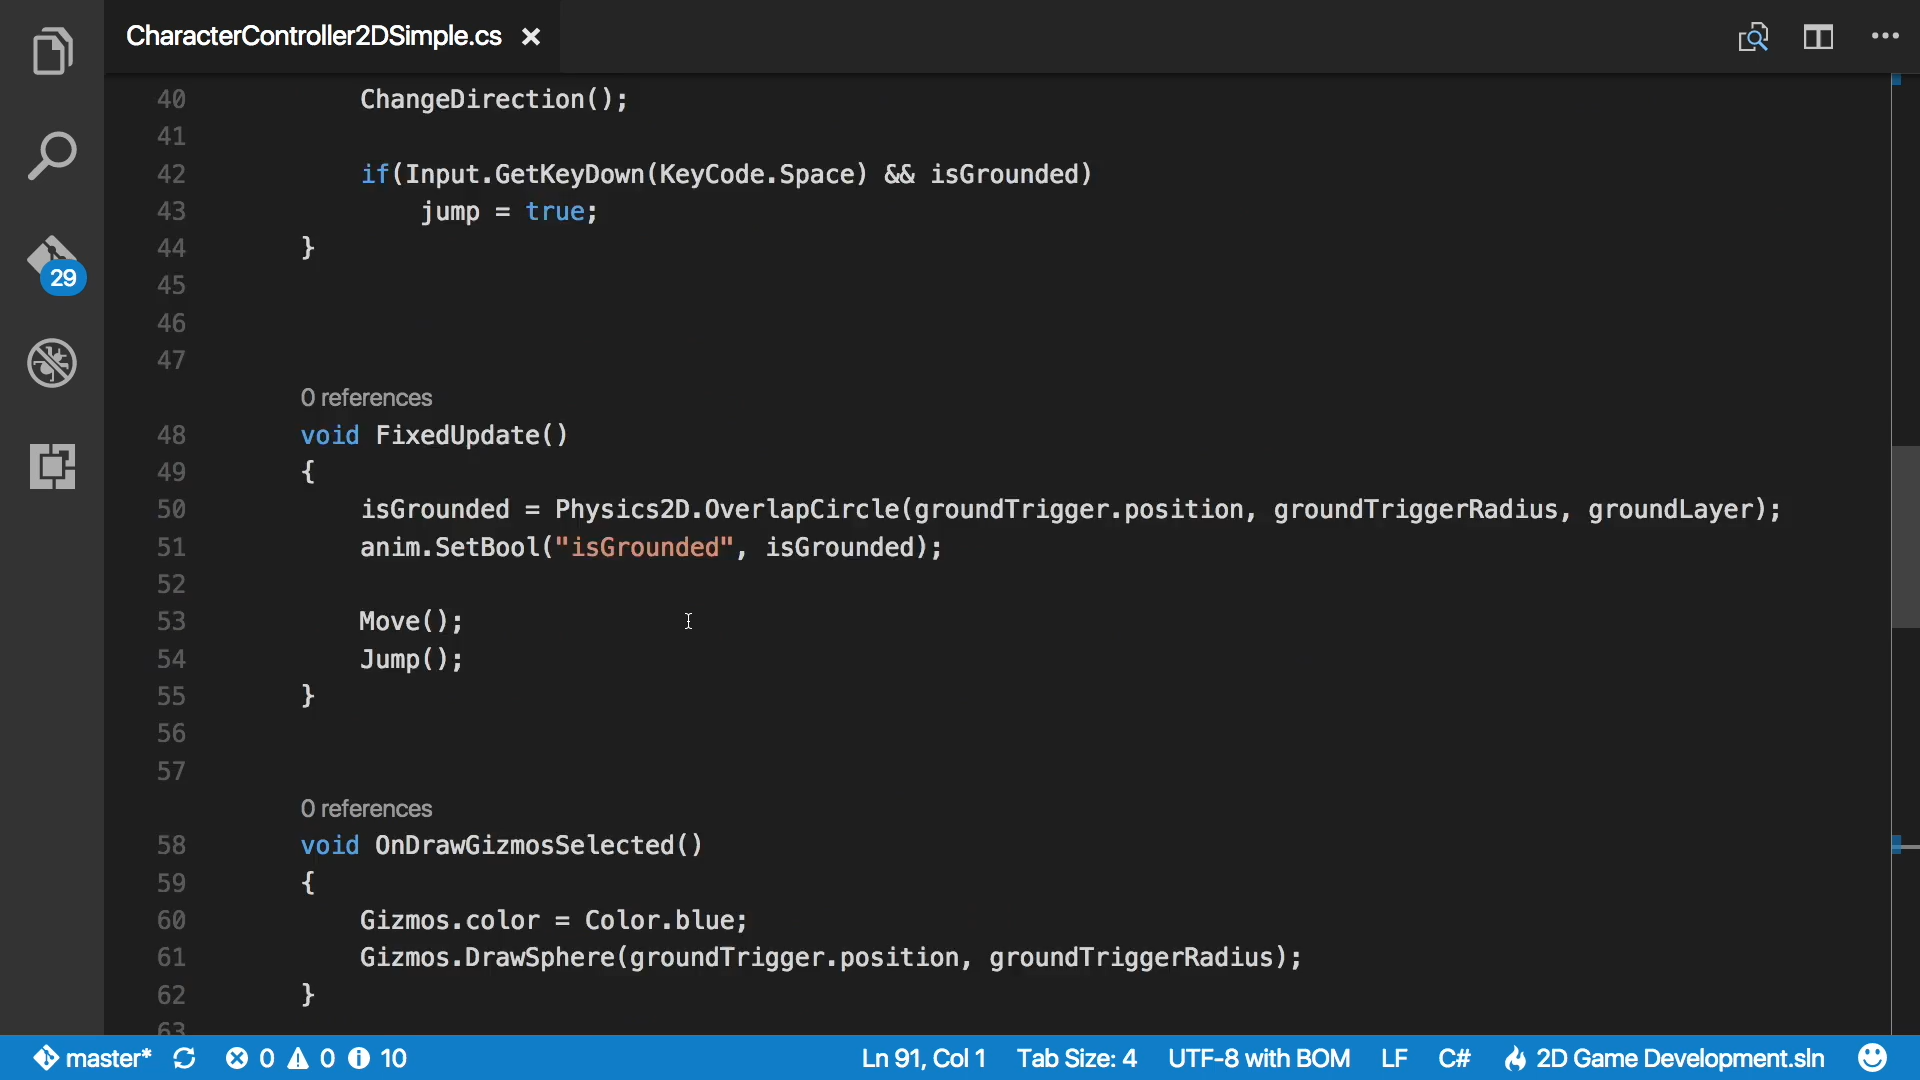 CharacterController2DSimple.cs
40 ChangeDirection();
41
42 if(Input.GetKeyDown(KeyCode.Space) && isGrounded)
43 jump = true;
44 }
45
46
47
0 references
48 void FixedUpdate()
49 {
50 isGrounded = Physics2D.OverlapCircle(groundTrigger.position, groundTriggerRadius, groundLayer);
51 anim.SetBool("isGrounded", isGrounded);
52
53 Move();
54 Jump();
55 }
56
57
0 references
58 void OnDrawGizmosSelected()
59 {
60 Gizmos.color = Color.blue;
61 Gizmos.DrawSphere(groundTrigger.position, groundTriggerRadius);
62 }
63
29
master* 0 0 10 Ln 91, Col 1 Tab Size: 4 UTF-8 with BOM LF C# 2D Game Development.sln